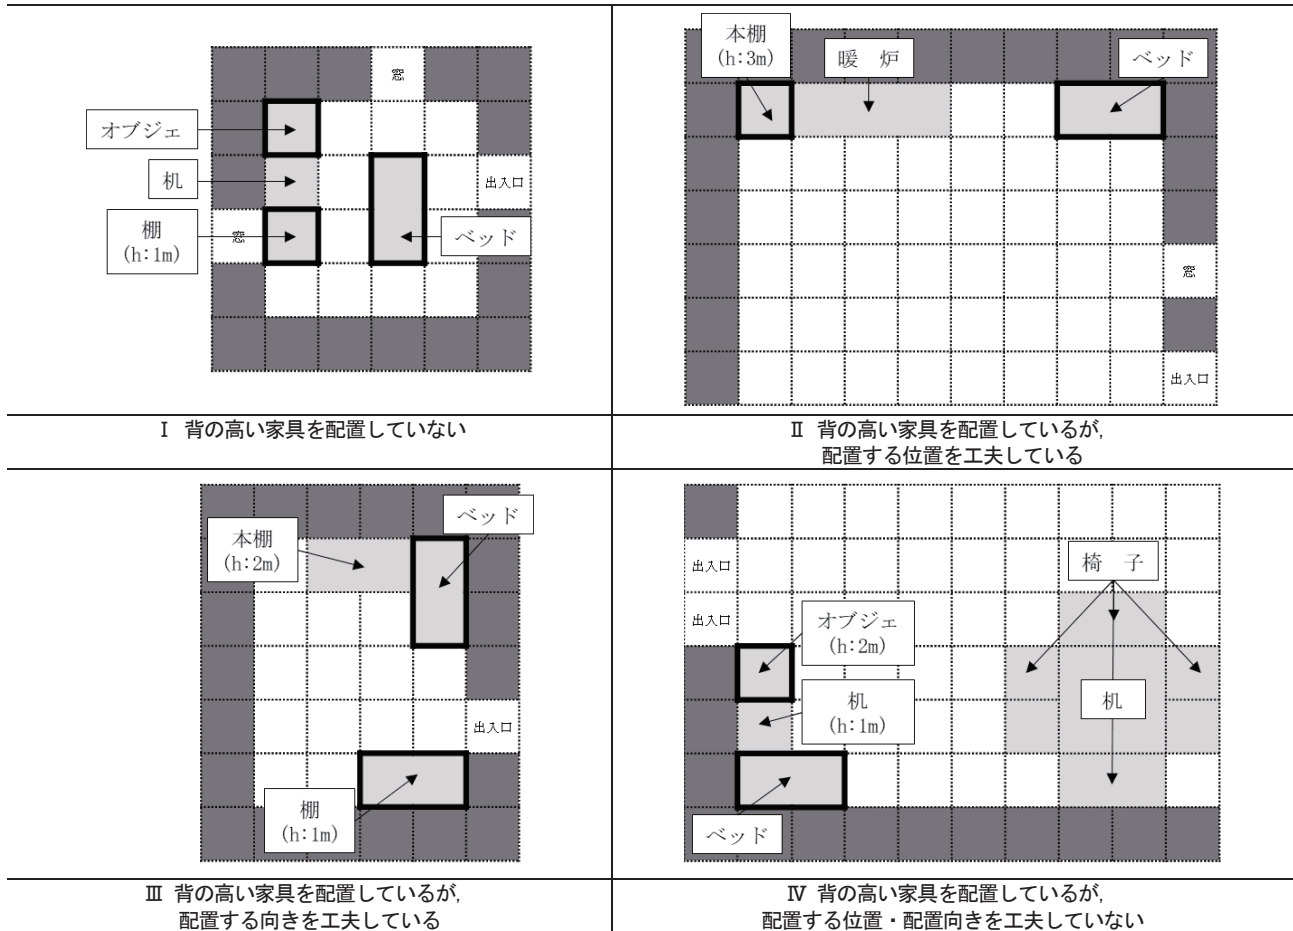 窓
オブジェ
机
出入口
棚
(h:1m)
窓
ベッド
Ⅰ 背の高い家具を配置していない
本棚
(h:3m)
暖 炉
ベッド
窓
出入口
Ⅱ 背の高い家具を配置しているが,
配置する位置を工夫している
ベッド
本棚
(h:2m)
出入口
棚
(h:1m)
Ⅲ 背の高い家具を配置しているが,
配置する向きを工夫している
出入口
椅 子
出入口
オブジェ
(h:2m)
机
(h:1m)
机
ベッド
Ⅳ 背の高い家具を配置しているが,
配置する位置・配置向きを工夫していない